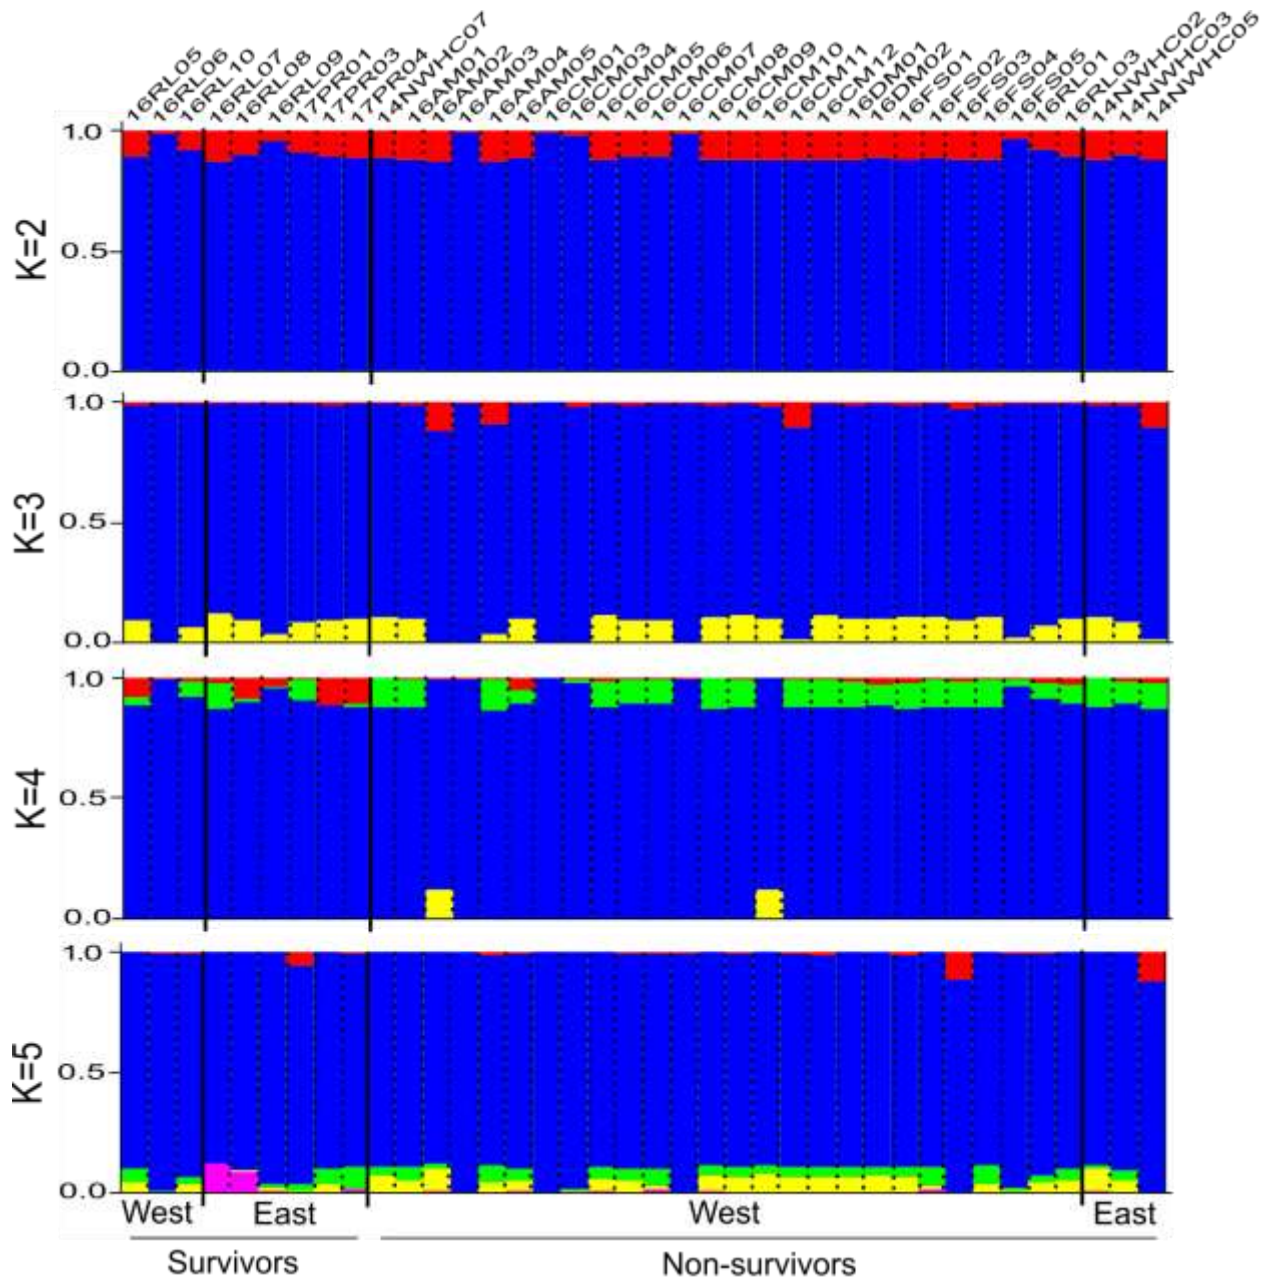 16RL05
16RL06
16RL10
16RL07
16RL08
16RL09
17PR01
17PR03
17PR04
14NWHC07
16AM01
16AM02
16AM03
16AM04
16AM05
16CM01
16CM03
16CM04
16CM05
16CM06
16CM07
16CM08
16CM09
16CM10
16CM11
16CM12
16DM01
16DM02
16FS01
16FS02
16FS03
16FS04
16FS05
16RL01
16RL03
14NWHC02
14NWHC03
14NWHC05
K=2
1.0
0.5
0.0
K=3
1.0
0.5
0.0
K=4
1.0
0.5
0.0
K=5
1.0
0.5
0.0
West East West East
Survivors Non-survivors